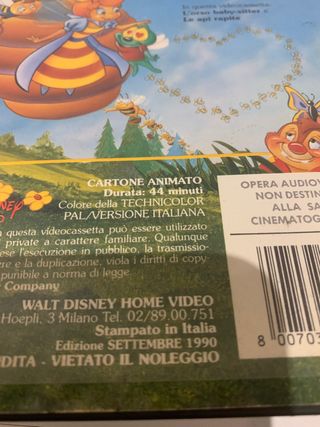 In questa videocassetta:
L'orso baby-sitter e
Le api rapite
CARTONE ANIMATO
Durata: 44 minuti
Colore della TECHNICOLOR
PAL/VERSIONE ITALIANA
questa videocassetta può essere utilizzato
privato a carattere familiare. Qualunque
l'esecuzione in pubblico, la trasmissio-
e la duplicazione, viola i diritti di copy-
punibile a norma di legge.
Company
WALT DISNEY HOME VIDEO
Hoepli, 3 Milano Tel. 02/89.00.751
Stampato in Italia
Edizione SETTEMBRE 1990
VIETATO IL NOLEGGIO
OPERA AUDIOV
NON DESTIN
ALLA SA
CINEMATOG
8 00703